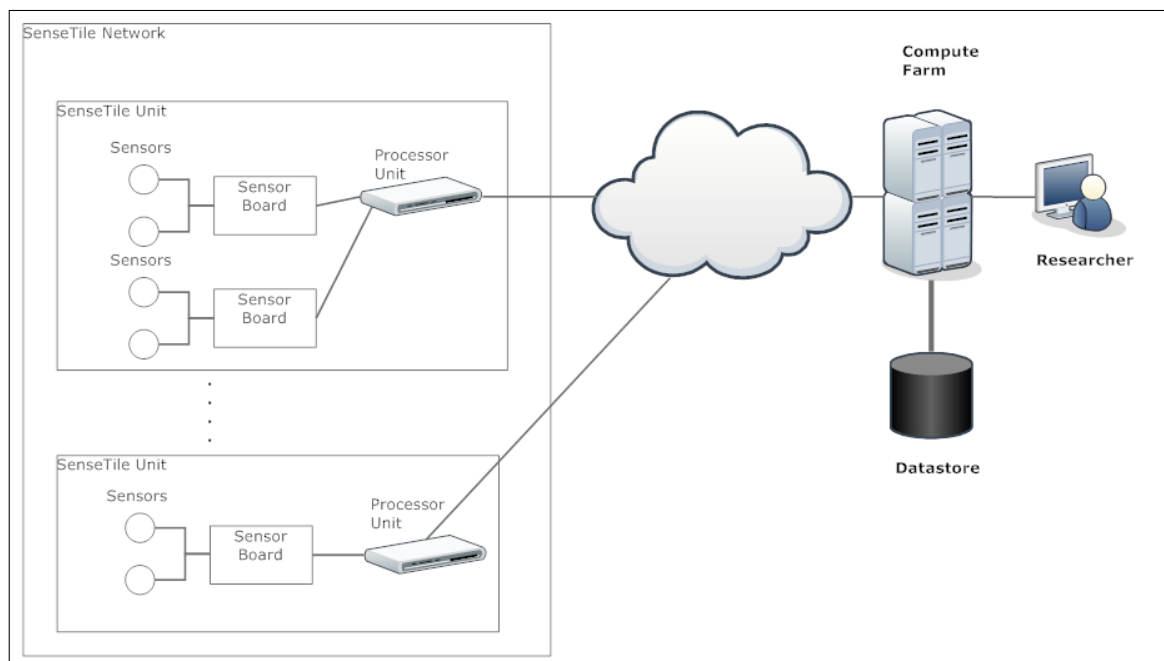 SenseTile Network
SenseTile Unit
Sensors
Sensor
Board
Processor
Unit
Sensors
Sensor
Board
SenseTile Unit
Sensors
Sensor
Board
Processor
Unit
Compute
Farm
Researcher
Datastore